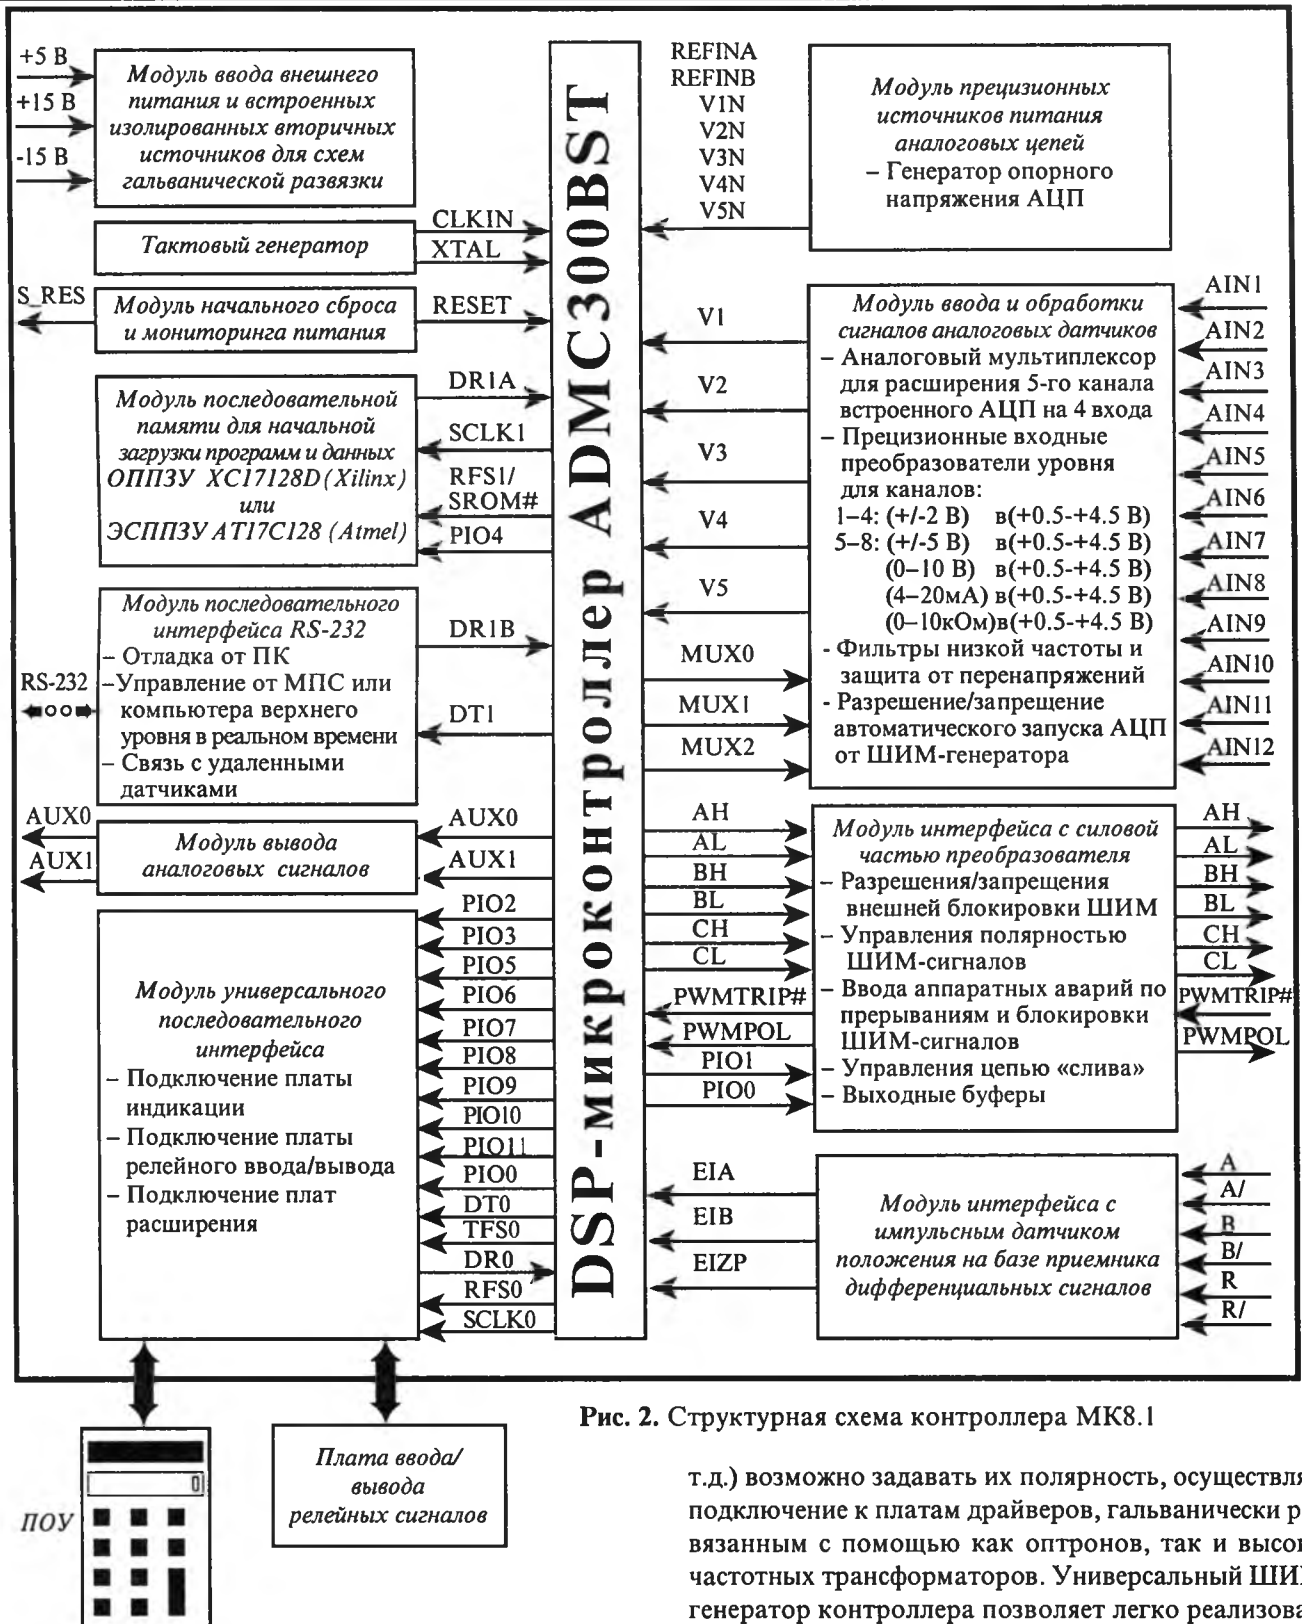 +5 В
+15 В
-15 В
Модуль ввода внешнего
питания и встроенных
изолированных вторичных
источников для схем
гальванической развязки
Тактовый генератор
CLKIN
XTAL
S_RES
Модуль начального сброса
и мониторинга питания
RESET
Модуль последовательной
памяти для начальной
загрузки программ и данных
ОППЗУ XC17128D (Xilinx)
или
ЭСППЗУ AT17C128 (Atmel)
DR1A
SCLK1
RFS1/
SROM#
PIO4
RS-232
Модуль последовательного
интерфейса RS-232
– Отладка от ПК
–Управление от МПС или
компьютера верхнего
уровня в реальном времени
– Связь с удаленными
датчиками
DR1B
DT1
AUX0
AUX1
Модуль вывода
аналоговых сигналов
AUX0
AUX1
Модуль универсального
последовательного
интерфейса
– Подключение платы
индикации
– Подключение платы
релейного ввода/вывода
– Подключение плат
расширения
PIO2
PIO3
PIO5
PIO6
PIO7
PIO8
PIO9
PIO10
PIO11
PIO0
DT0
TFS0
DR0
RFS0
SCLK0
DSP-микроконтроллер ADMC300BST
REFINA
REFINB
V1N
V2N
V3N
V4N
V5N
Модуль прецизионных
источников питания
аналоговых цепей
– Генератор опорного
напряжения АЦП
V1
V2
V3
V4
V5
MUX0
MUX1
MUX2
Модуль ввода и обработки
сигналов аналоговых датчиков
– Аналоговый мультиплексор
для расширения 5-го канала
встроенного АЦП на 4 входа
– Прецизионные входные
преобразователи уровня
для каналов:
1–4: (+/-2 В) в(+0.5-+4.5 В)
5–8: (+/-5 В) в(+0.5-+4.5 В)
(0–10 В) в(+0.5-+4.5 В)
(4–20мА) в(+0.5-+4.5 В)
(0–10кОм)в(+0.5-+4.5 В)
- Фильтры низкой частоты и
защита от перенапряжений
- Разрешение/запрещение
автоматического запуска АЦП
от ШИМ-генератора
AIN1
AIN2
AIN3
AIN4
AIN5
AIN6
AIN7
AIN8
AIN9
AIN10
AIN11
AIN12
AH
AL
BH
BL
CH
CL
PWMTRIP#
PWMPOL
PIO1
PIO0
Модуль интерфейса с силовой
частью преобразователя
– Разрешения/запрещения
внешней блокировки ШИМ
– Управления полярностью
ШИМ-сигналов
– Ввода аппаратных аварий по
прерываниям и блокировки
ШИМ-сигналов
– Управления цепью «слива»
– Выходные буферы
AH
AL
BH
BL
CH
CL
PWMTRIP#
PWMPOL
EIA
EIB
EIZP
Модуль интерфейса с
импульсным датчиком
положения на базе приемника
дифференциальных сигналов
A
A/
B
B/
R
R/
Рис. 2. Структурная схема контроллера МК8.1
ПОУ
0
Плата ввода/
вывода
релейных сигналов
т.д.) возможно задавать их полярность, осуществля
подключение к платам драйверов, гальванически р
вязанным с помощью как оптронов, так и высо
частотных трансформаторов. Универсальный ШИ
генератор контроллера позволяет легко реализова